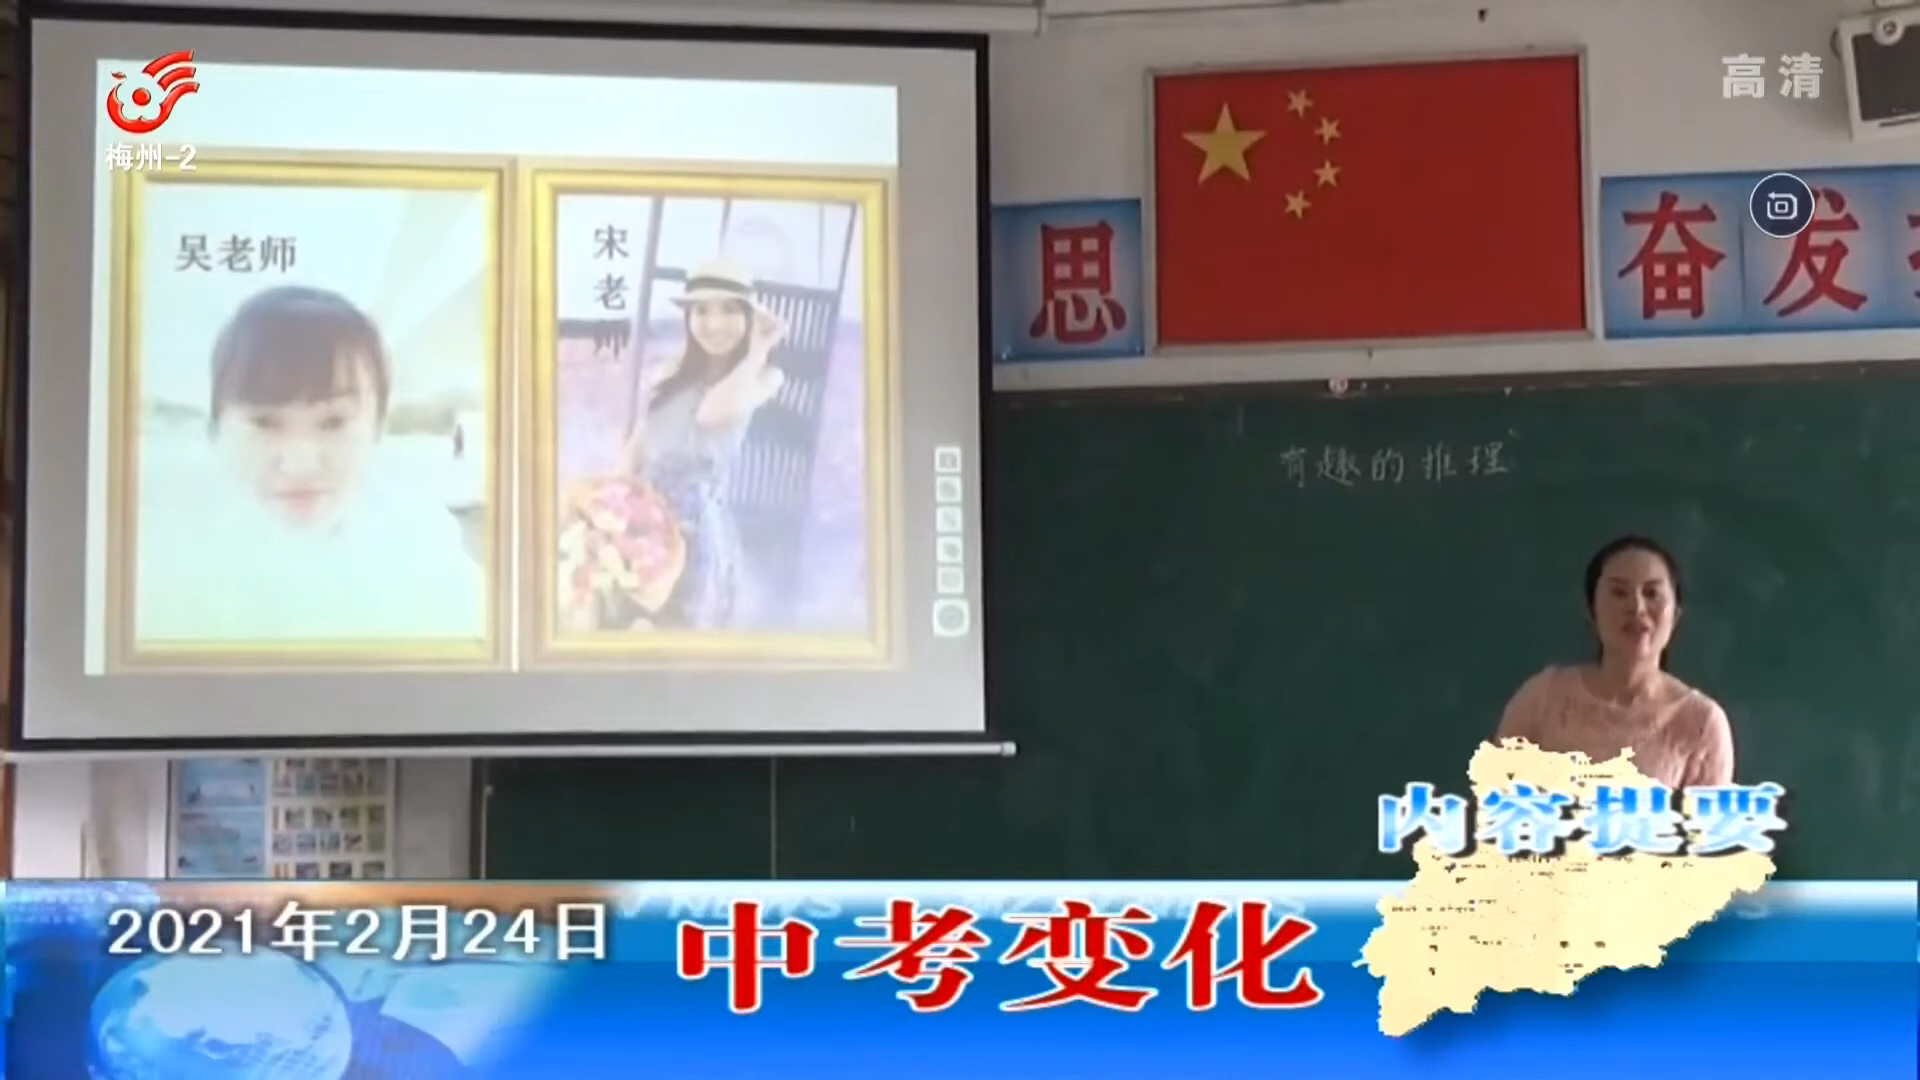 梅州-2
高清
吴老师
宋老师
思
奋发
有趣的推理
内容提要
2021年2月24日
中考变化